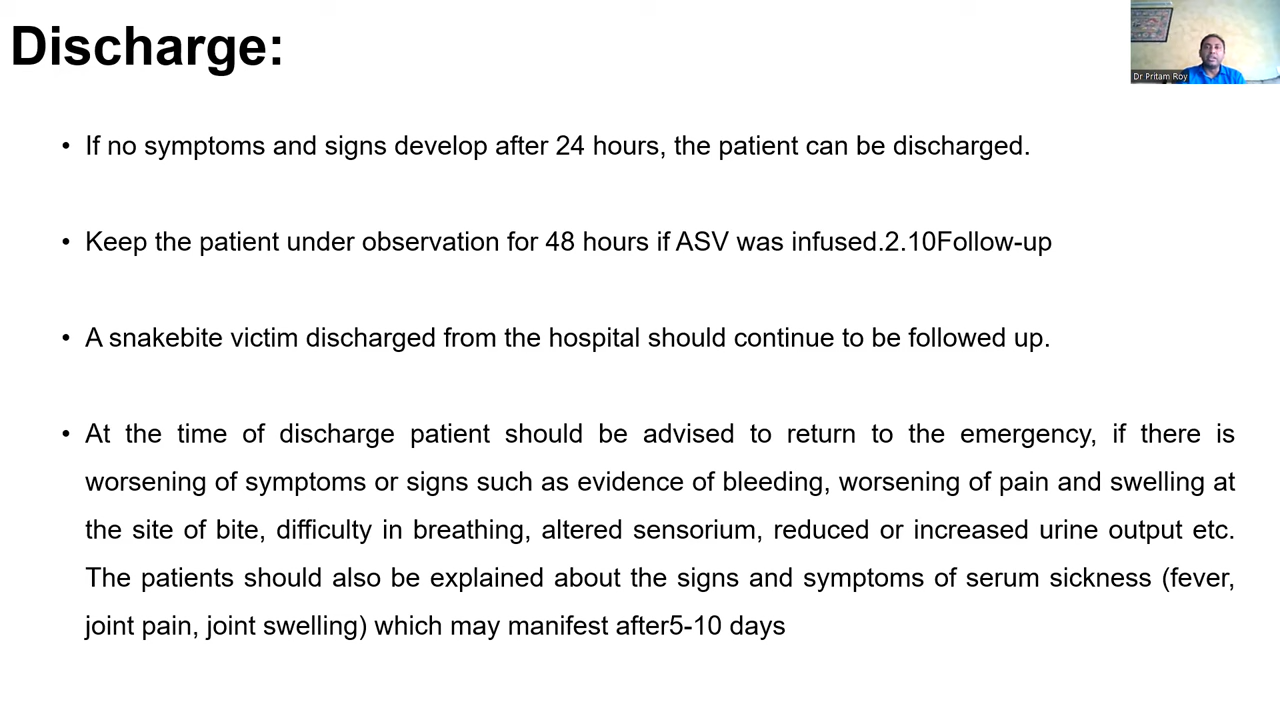 Discharge:
Dr Pritam Roy
• If no symptoms and signs develop after 24 hours, the patient can be discharged.
• Keep the patient under observation for 48 hours if ASV was infused.2.10Follow-up
• A snakebite victim discharged from the hospital should continue to be followed up.
• At the time of discharge patient should be advised to return to the emergency, if there is
worsening of symptoms or signs such as evidence of bleeding, worsening of pain and swelling at
the site of bite, difficulty in breathing, altered sensorium, reduced or increased urine output etc.
The patients should also be explained about the signs and symptoms of serum sickness (fever,
joint pain, joint swelling) which may manifest after5-10 days